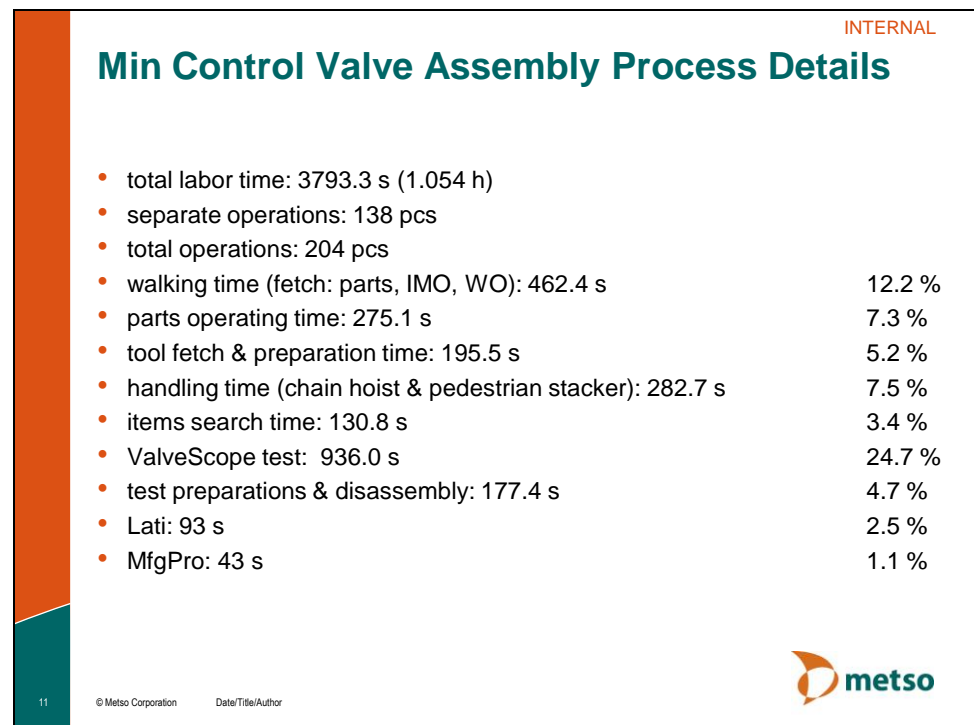 INTERNAL
Min Control Valve Assembly Process Details
• total labor time: 3793.3 s (1.054 h)
• separate operations: 138 pcs
• total operations: 204 pcs
• walking time (fetch: parts, IMO, WO): 462.4 s 12.2 %
• parts operating time: 275.1 s 7.3 %
• tool fetch & preparation time: 195.5 s 5.2 %
• handling time (chain hoist & pedestrian stacker): 282.7 s 7.5 %
• items search time: 130.8 s 3.4 %
• ValveScope test: 936.0 s 24.7 %
• test preparations & disassembly: 177.4 s 4.7 %
• Lati: 93 s 2.5 %
• MfgPro: 43 s 1.1 %
metso
11 © Metso Corporation Date/Title/Author